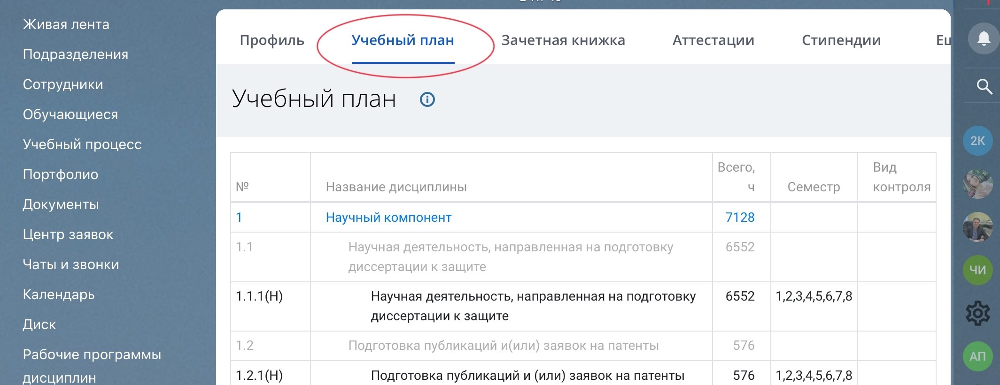 Живая лента
Подразделения
Сотрудники
Обучающиеся
Учебный процесс
Портфолио
Документы
Центр заявок
Чаты и звонки
Календарь
Диск
Рабочие программы
дисциплин
Профиль Учебный план Зачетная книжка Аттестации Стипендии Ещ
Учебный план
№ Название дисциплины Всего, ч Семестр Вид контроля
1 Научный компонент 7128
1.1 Научная деятельность, направленная на подготовку 6552
диссертации к защите
1.1.1(Н) Научная деятельность, направленная на подготовку 6552 1,2,3,4,5,6,7,8
диссертации к защите
1.2 Подготовка публикаций и(или) заявок на патенты 576
1.2.1(Н) Подготовка публикаций и (или) заявок на патенты 576 1,2,3,4,5,6,7,8
2К
ЧИ
АП